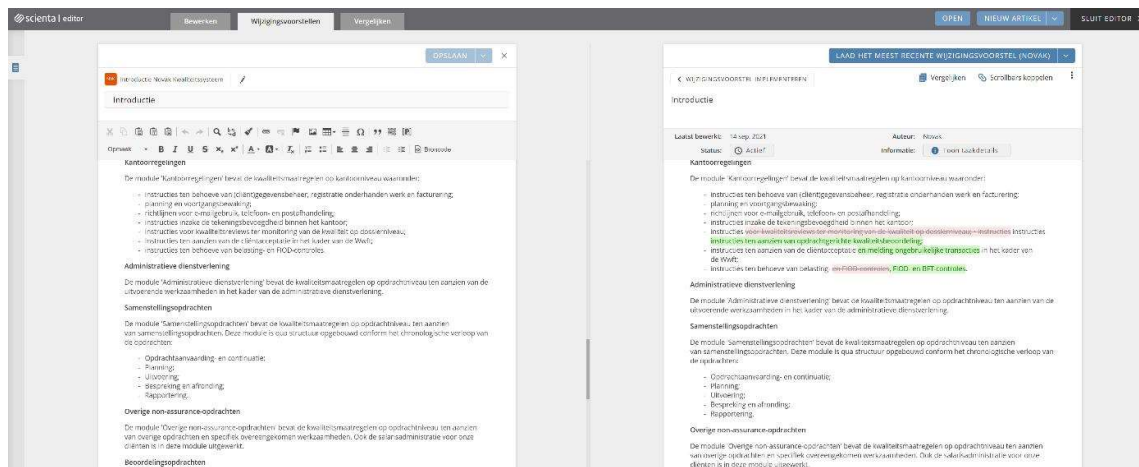 scienta | editor
Bewerken
Wijzigingsvoorstellen
Vergelijken
OPEN
NIEUW ARTIKEL
SLUIT EDITOR
OPSLAAN
Introductie Novak Kwaliteitssysteem
Introductie
Opmaak
B I U S
Broncode
Kantoorregelingen
De module 'Kantoorregelingen' bevat de kwaliteitsmaatregelen op kantoorniveau waaronder:
- instructies ten behoeve van (cliënt)gegevensbeheer, registratie onderhanden werk en facturering;
- planning en voortgangsbewaking;
- richtlijnen voor e-mailgebruik, telefoon- en postafhandeling;
- instructies inzake de tekeningsbevoegdheid binnen het kantoor;
- instructies voor kwaliteitsreviews ter monitoring van de kwaliteit op dossierniveau;
- instructies ten aanzien van de cliëntacceptatie in het kader van de Wwft;
- instructies ten behoeve van belasting- en FIOD-controles.
Administratieve dienstverlening
De module 'Administratieve dienstverlening' bevat de kwaliteitsmaatregelen op opdrachtniveau ten aanzien van de
uitvoerende werkzaamheden in het kader van de administratieve dienstverlening.
Samenstellingsopdrachten
De module 'Samenstellingsopdrachten' bevat de kwaliteitsmaatregelen op opdrachtniveau ten aanzien
van samenstellingsopdrachten. Deze module is qua structuur opgebouwd conform het chronologische verloop van
de opdrachten:
- Opdrachtaanvaarding- en continuatie;
- Planning;
- Uitvoering;
- Bespreking en afronding;
- Rapportering.
Overige non-assurance-opdrachten
De module 'Overige non-assurance-opdrachten' bevat de kwaliteitsmaatregelen op opdrachtniveau ten aanzien
van overige opdrachten en specifiek overeengekomen werkzaamheden. Ook de salarisadministratie voor onze
cliënten is in deze module uitgewerkt.
Beoordelingsopdrachten
LAAD HET MEEST RECENTE WIJZIGINGSVOORSTEL (NOVAK)
WIJZIGINGSVOORSTEL IMPLEMENTEREN
Vergelijken
Scrollbars koppelen
Introductie
Laatst bewerkt: 14 sep. 2021
Auteur: Novak
Status: Actief
Informatie: Toon taakdetails
Kantoorregelingen
De module 'Kantoorregelingen' bevat de kwaliteitsmaatregelen op kantoorniveau waaronder:
- instructies ten behoeve van (cliënt)gegevensbeheer, registratie onderhanden werk en facturering;
- planning en voortgangsbewaking;
- richtlijnen voor e-mailgebruik, telefoon- en postafhandeling;
- instructies inzake de tekeningsbevoegdheid binnen het kantoor;
- instructies voor kwaliteitsreviews ter monitoring van de kwaliteit op dossierniveau; - instructies instructies
instructies ten aanzien van opdrachtgerichte kwaliteitsbeoordeling;
- instructies ten aanzien van de cliëntacceptatie en melding ongebruikelijke transacties in het kader van
de Wwft;
- instructies ten behoeve van belasting- en FIOD-controles, FIOD- en BFT-controles.
Administratieve dienstverlening
De module 'Administratieve dienstverlening' bevat de kwaliteitsmaatregelen op opdrachtniveau ten aanzien van de
uitvoerende werkzaamheden in het kader van de administratieve dienstverlening.
Samenstellingsopdrachten
De module 'Samenstellingsopdrachten' bevat de kwaliteitsmaatregelen op opdrachtniveau ten aanzien
van samenstellingsopdrachten. Deze module is qua structuur opgebouwd conform het chronologische verloop van
de opdrachten:
- Opdrachtaanvaarding- en continuatie;
- Planning;
Uitvoering;
- Bespreking en afronding;
- Rapportering.
Overige non-assurance-opdrachten
De module 'Overige non-assurance-opdrachten' bevat de kwaliteitsmaatregelen op opdrachtniveau ten aanzien
van overige opdrachten en specifiek overeengekomen werkzaamheden. Ook de salarisadministratie voor onze
cliënten is in deze module uitgewerkt.